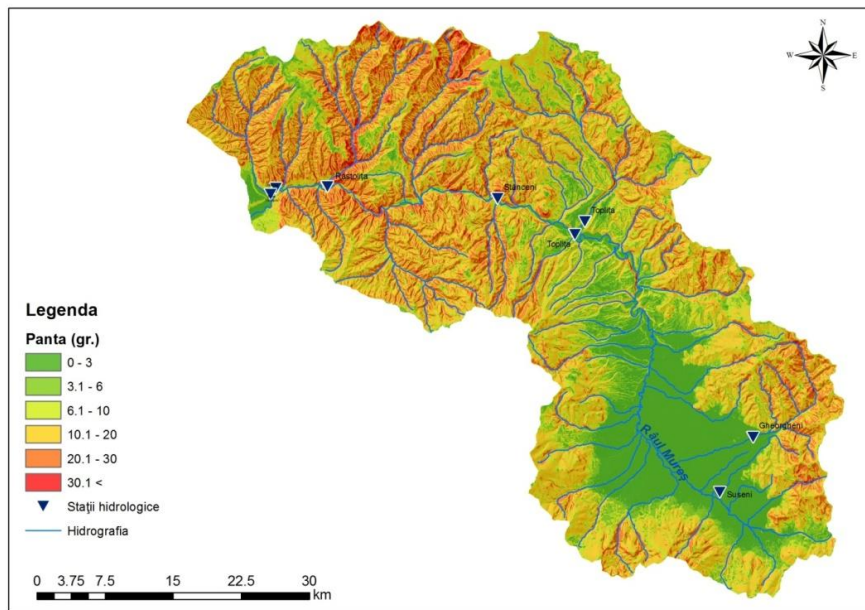 N
W E
S
Răstolița
Stânceni
Toplița
Toplița
Gheorgheni
Râul Mureș
Suseni
Legenda
Panta (gr.)
0 - 3
3.1 - 6
6.1 - 10
10.1 - 20
20.1 - 30
30.1 <
Staţii hidrologice
Hidrografia
0 3.75 7.5 15 22.5 30
km